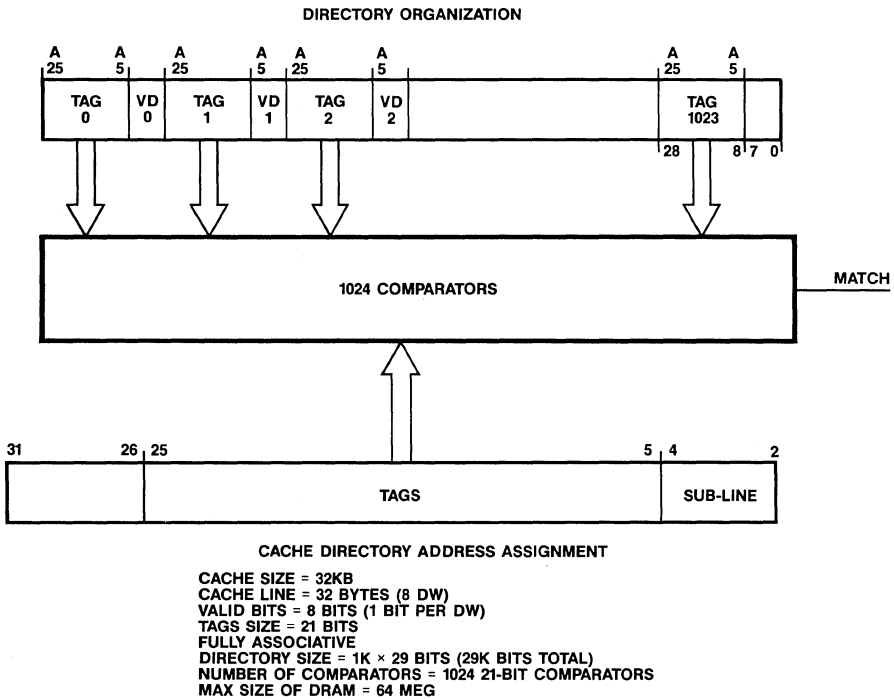 DIRECTORY ORGANIZATION
A A A A A A A A
25 5 25 5 25 5 25 5
TAG 0 VD 0 TAG 1 VD 1 TAG 2 VD 2 TAG 1023
28 8 7 0
1024 COMPARATORS
MATCH
31 26 25 5 4 2
TAGS SUB-LINE
CACHE DIRECTORY ADDRESS ASSIGNMENT
CACHE SIZE = 32KB
CACHE LINE = 32 BYTES (8 DW)
VALID BITS = 8 BITS (1 BIT PER DW)
TAGS SIZE = 21 BITS
FULLY ASSOCIATIVE
DIRECTORY SIZE = 1K × 29 BITS (29K BITS TOTAL)
NUMBER OF COMPARATORS = 1024 21-BIT COMPARATORS
MAX SIZE OF DRAM = 64 MEG